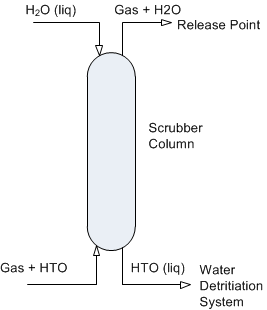 H₂O (liq)
Gas + H2O
Release Point
Scrubber
Column
Gas + HTO
HTO (liq)
Water
Detritiation
System